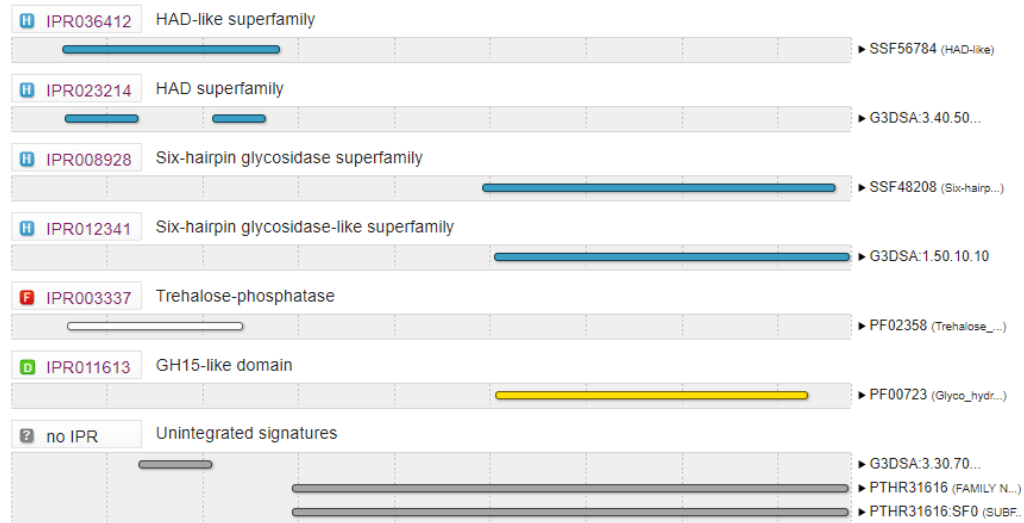 H IPR036412 HAD-like superfamily
▸ SSF56784 (HAD-like)
H IPR023214 HAD superfamily
▸ G3DSA:3.40.50...
H IPR008928 Six-hairpin glycosidase superfamily
▸ SSF48208 (Six-hairp...)
H IPR012341 Six-hairpin glycosidase-like superfamily
▸ G3DSA:1.50.10.10
F IPR003337 Trehalose-phosphatase
▸ PF02358 (Trehalose_...)
D IPR011613 GH15-like domain
▸ PF00723 (Glyco_hydr...)
? no IPR Unintegrated signatures
▸ G3DSA:3.30.70...
▸ PTHR31616 (FAMILY N...)
▸ PTHR31616:SF0 (SUBF..